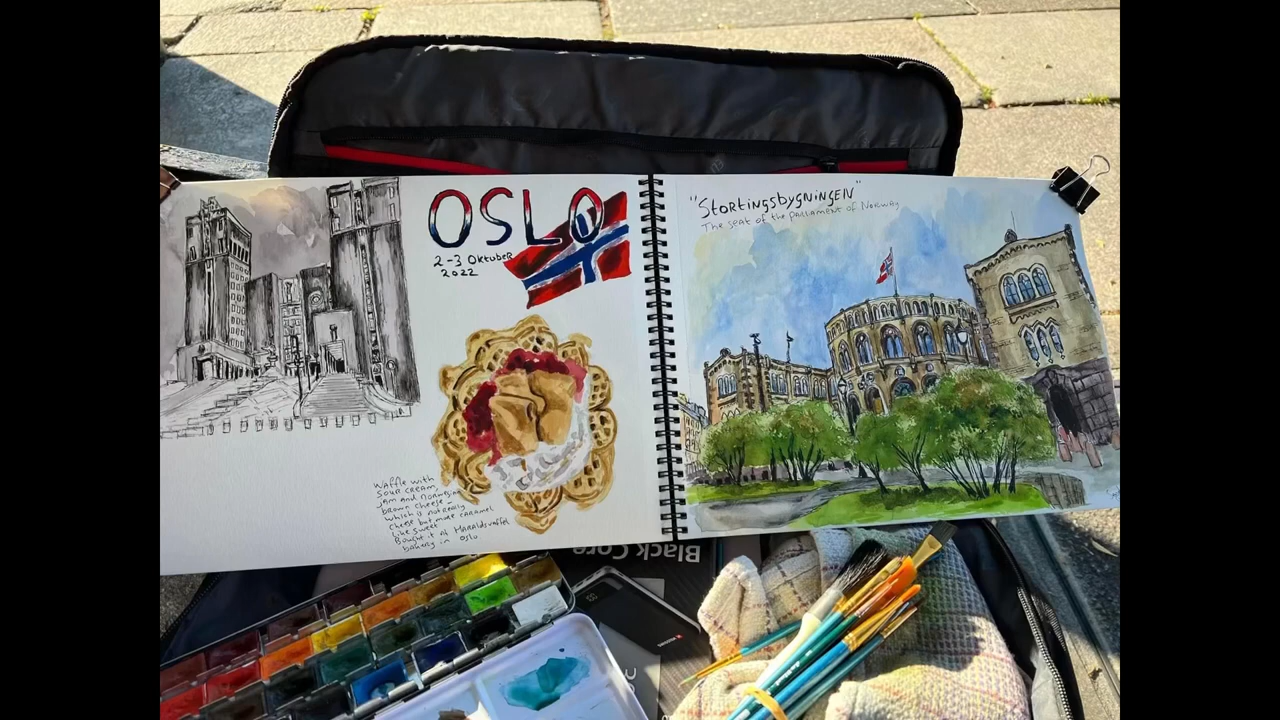 OSLO
2-3 Oktuber
2022
Waffle with
sour cream,
jam and Norwegian
brown cheese -
which is not really
cheese but more caramel
like sweet
Bought it at Haraldsvaffel
bakery in Oslo
"StortingsbygningEN"
The seat of the parliament of Norway
Black Core